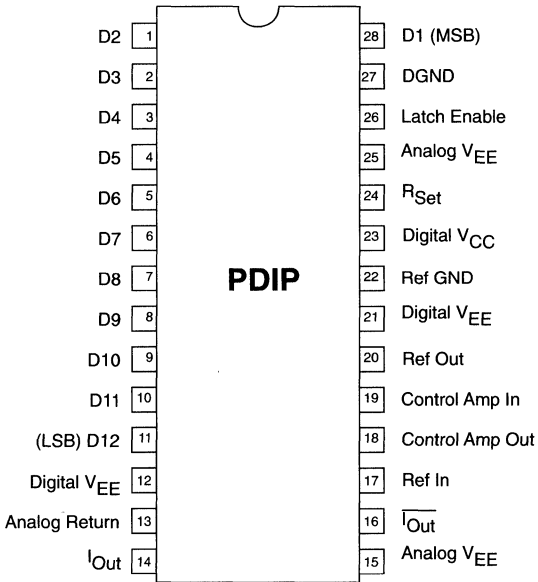 D2 1 28 D1 (MSB)
D3 2 27 DGND
D4 3 26 Latch Enable
D5 4 25 Analog VEE
D6 5 24 RSet
D7 6 23 Digital VCC
D8 7 PDIP 22 Ref GND
D9 8 21 Digital VEE
D10 9 20 Ref Out
D11 10 19 Control Amp In
(LSB) D12 11 18 Control Amp Out
Digital VEE 12 17 Ref In
Analog Return 13 16 I̅O̅u̅t̅
IOut 14 15 Analog VEE